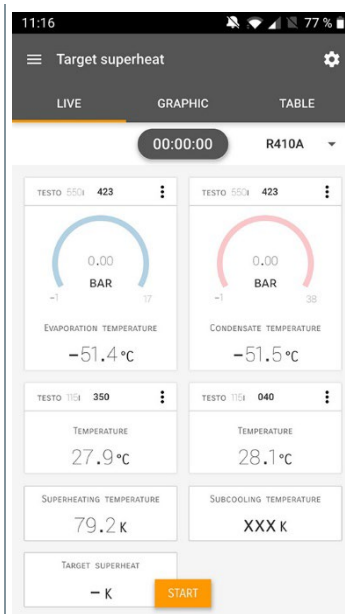 11:16 77 %
Target superheat
LIVE GRAPHIC TABLE
00:00:00 R410A
TESTO 550i 423 TESTO 550i 423
0.00 0.00
BAR BAR
-1 17 -1 38
EVAPORATION TEMPERATURE CONDENSATE TEMPERATURE
-51.4 °C -51.5 °C
TESTO 115i 350 TESTO 115i 040
TEMPERATURE TEMPERATURE
27.9 °C 28.1 °C
SUPERHEATING TEMPERATURE SUBCOOLING TEMPERATURE
79.2 K XXX K
TARGET SUPERHEAT
– K START